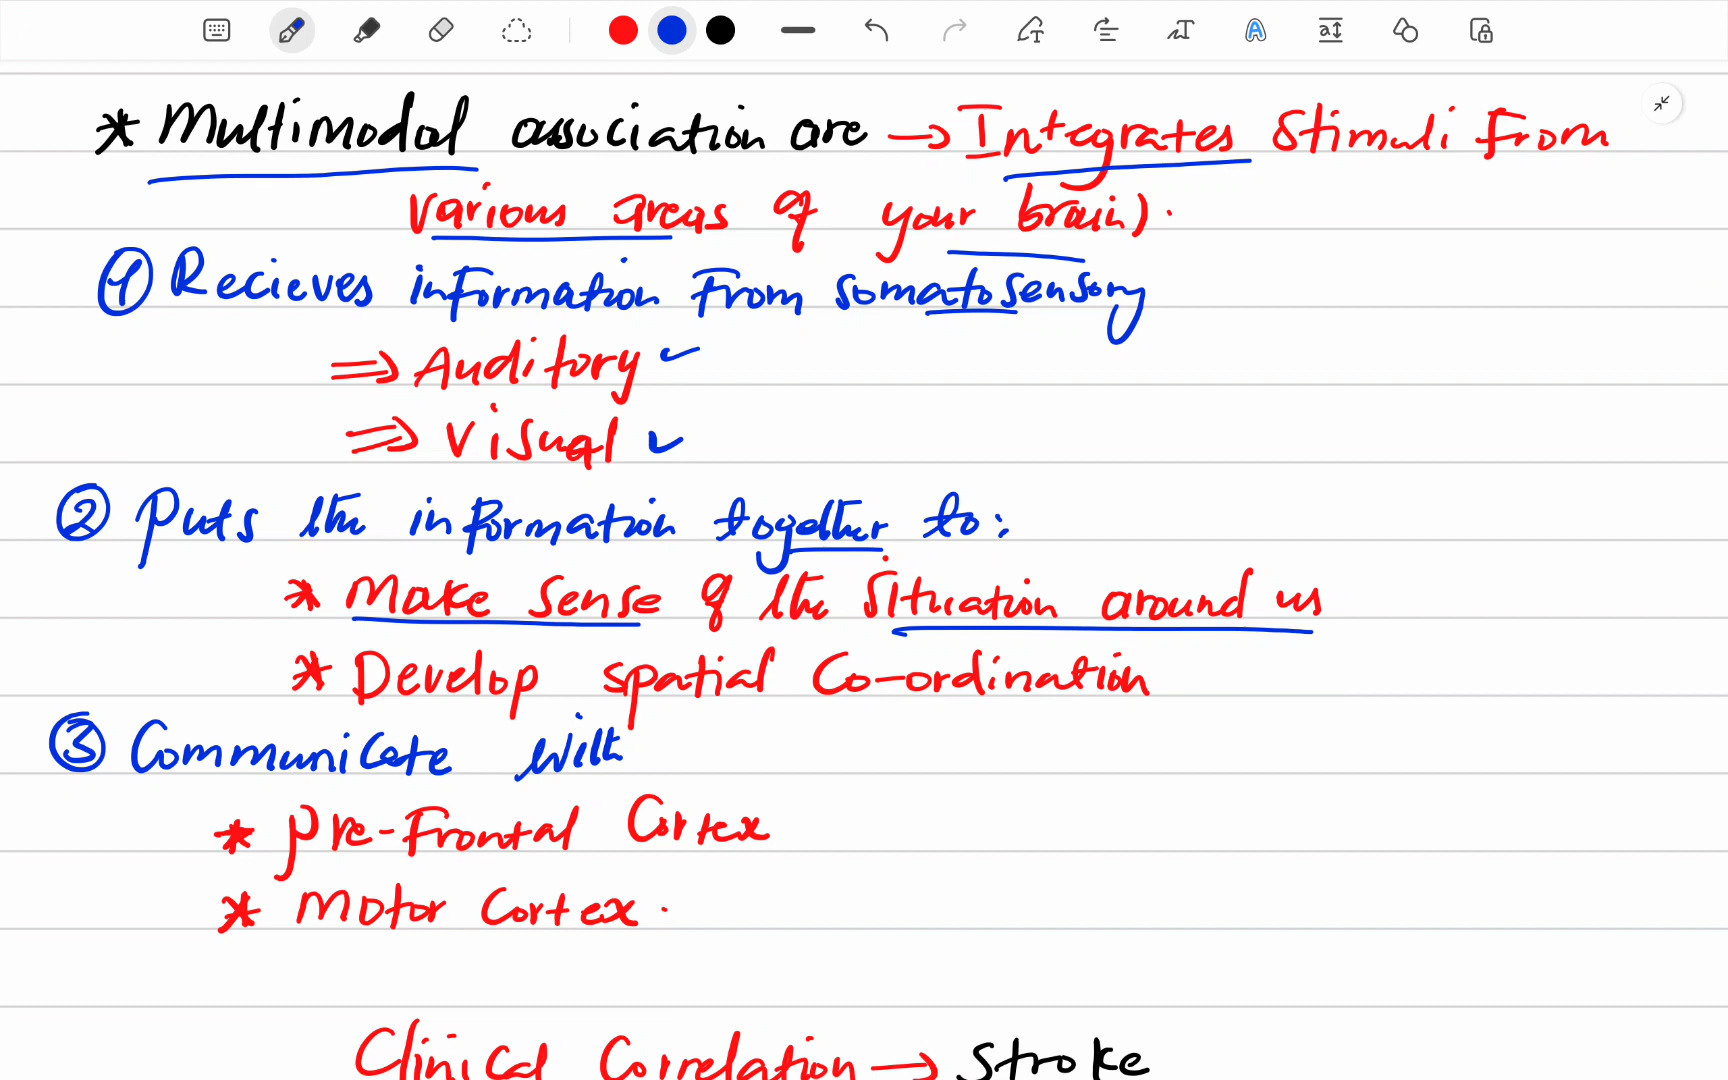 * Multimodal association are → Integrates Stimuli From
various areas of your brain).
① Recieves information From somatosensory
⇒ Auditory ✓
⇒ Visual ✓
② Puts the information together to:
* Make sense of the situation around us
* Develop spatial Co-ordination
③ Communicate with
* Pre-Frontal Cortex
* Motor Cortex.
Clinical Correlation → Stroke